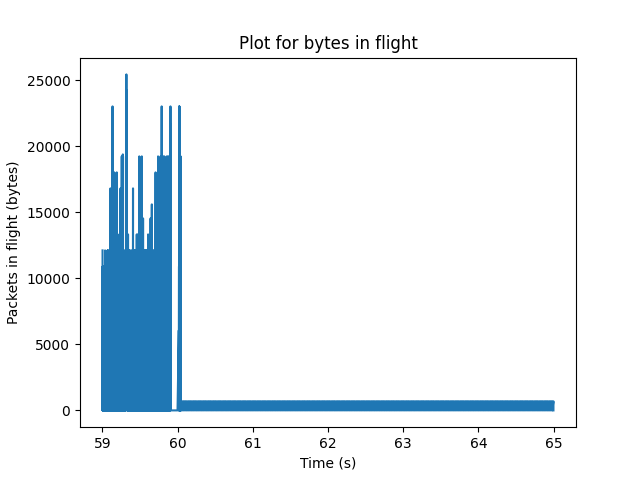 Plot for bytes in flight
Packets in flight (bytes)
25000
20000
15000
10000
5000
0
59 60 61 62 63 64 65
Time (s)